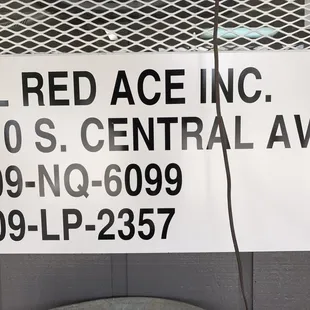 L RED ACE INC.
0 S. CENTRAL AV
09-NQ-6099
09-LP-2357